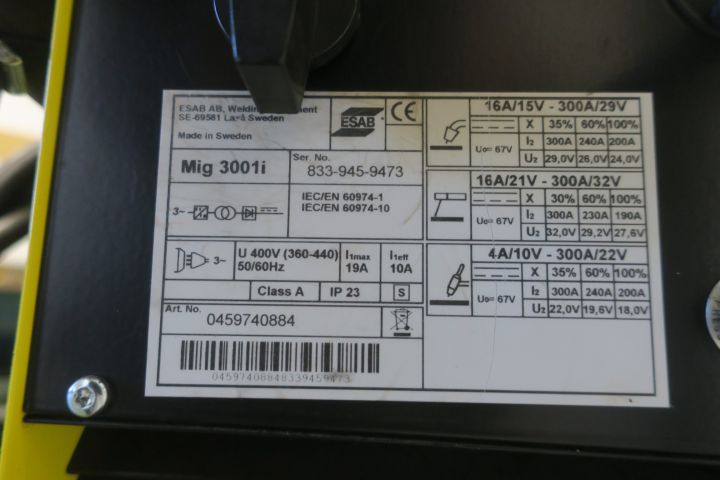 ESAB AB, Welding ment
SE-69581 Laxå Sweden
Made in Sweden
ESAB
CE
Mig 3001i
Ser. No.
833-945-9473
3~
IEC/EN 60974-1
IEC/EN 60974-10
3~
U 400V (360-440)
50/60Hz
I1max
19A
I1eff
10A
Class A
IP 23
S
Art. No.
0459740884
04597408848339459473
16A/15V - 300A/29V
X 35% 60% 100%
U0= 67V
I2 300A 240A 200A
U2 29,0V 26,0V 24,0V
16A/21V - 300A/32V
X 30% 60% 100%
U0= 67V
I2 300A 230A 190A
U2 32,0V 29,2V 27,6V
4A/10V - 300A/22V
X 35% 60% 100%
U0= 67V
I2 300A 240A 200A
U2 22,0V 19,6V 18,0V